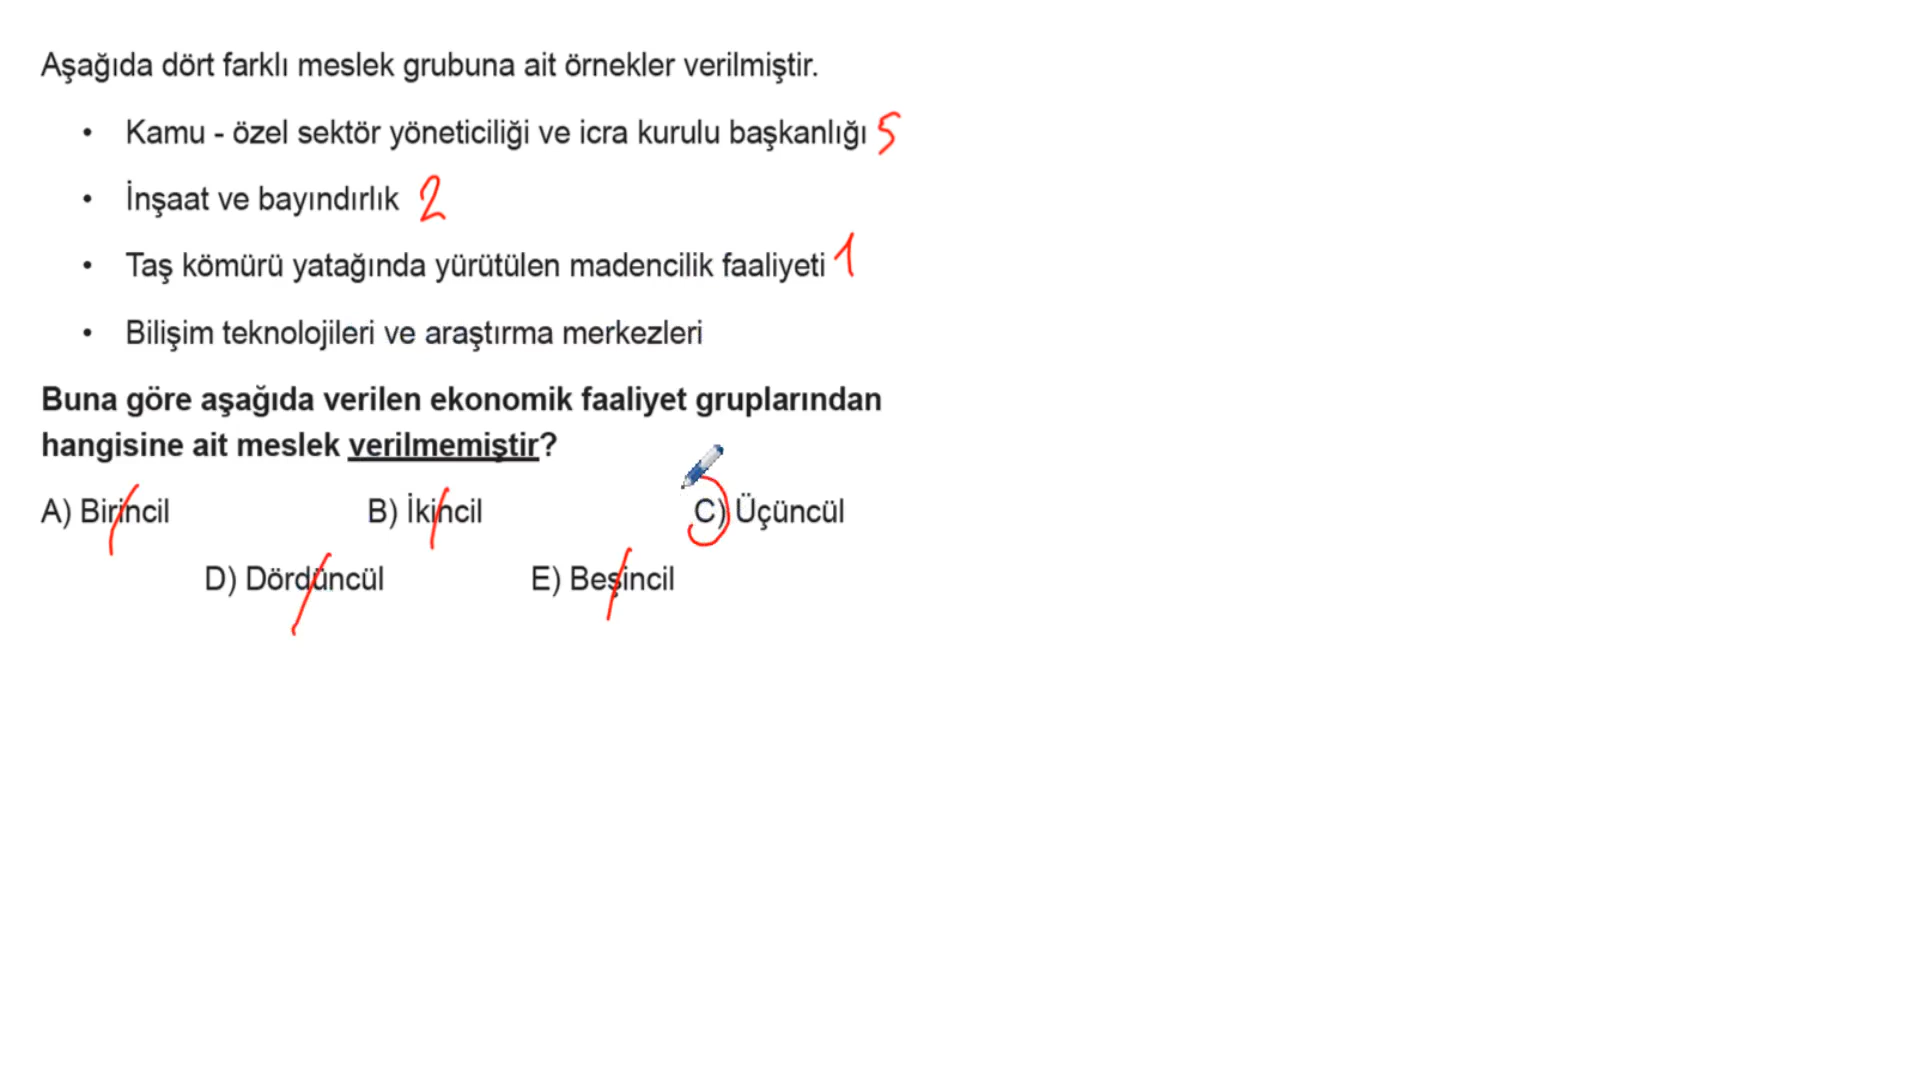 Aşağıda dört farklı meslek grubuna ait örnekler verilmiştir.
• Kamu - özel sektör yöneticiliği ve icra kurulu başkanlığı 5
• İnşaat ve bayındırlık 2
• Taş kömürü yatağında yürütülen madencilik faaliyeti 1
• Bilişim teknolojileri ve araştırma merkezleri
Buna göre aşağıda verilen ekonomik faaliyet gruplarından
hangisine ait meslek verilmemiştir?
A) Birincil B) İkincil C) Üçüncül
D) Dördüncül E) Beşincil